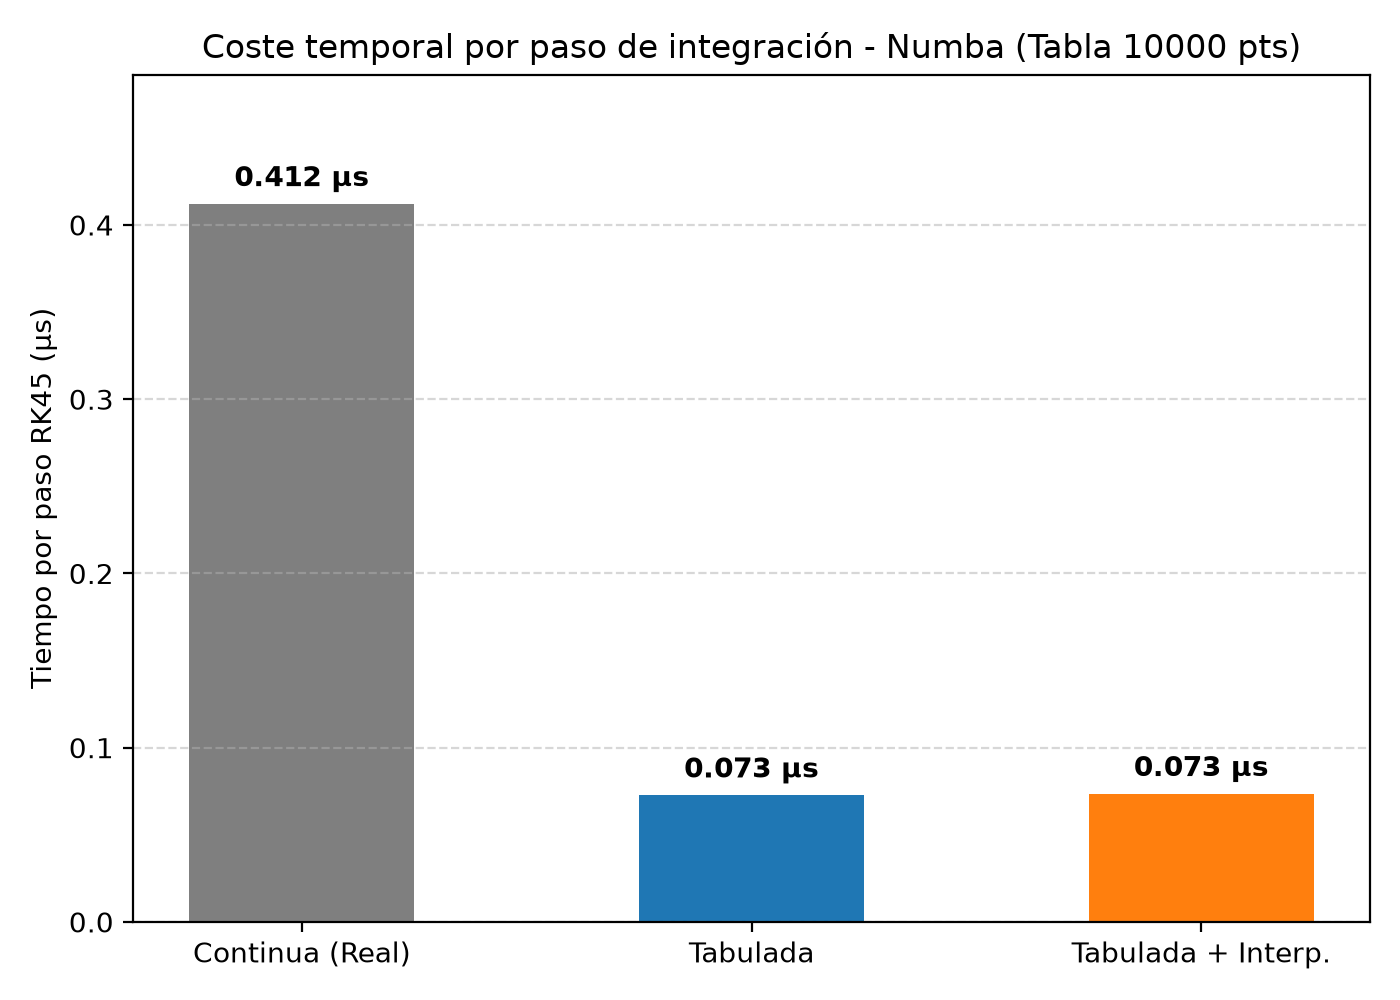 Coste temporal por paso de integración - Numba (Tabla 10000 pts)
Tiempo por paso RK45 (µs)
0.4
0.3
0.2
0.1
0.0
0.412 µs
0.073 µs
0.073 µs
Continua (Real)
Tabulada
Tabulada + Interp.